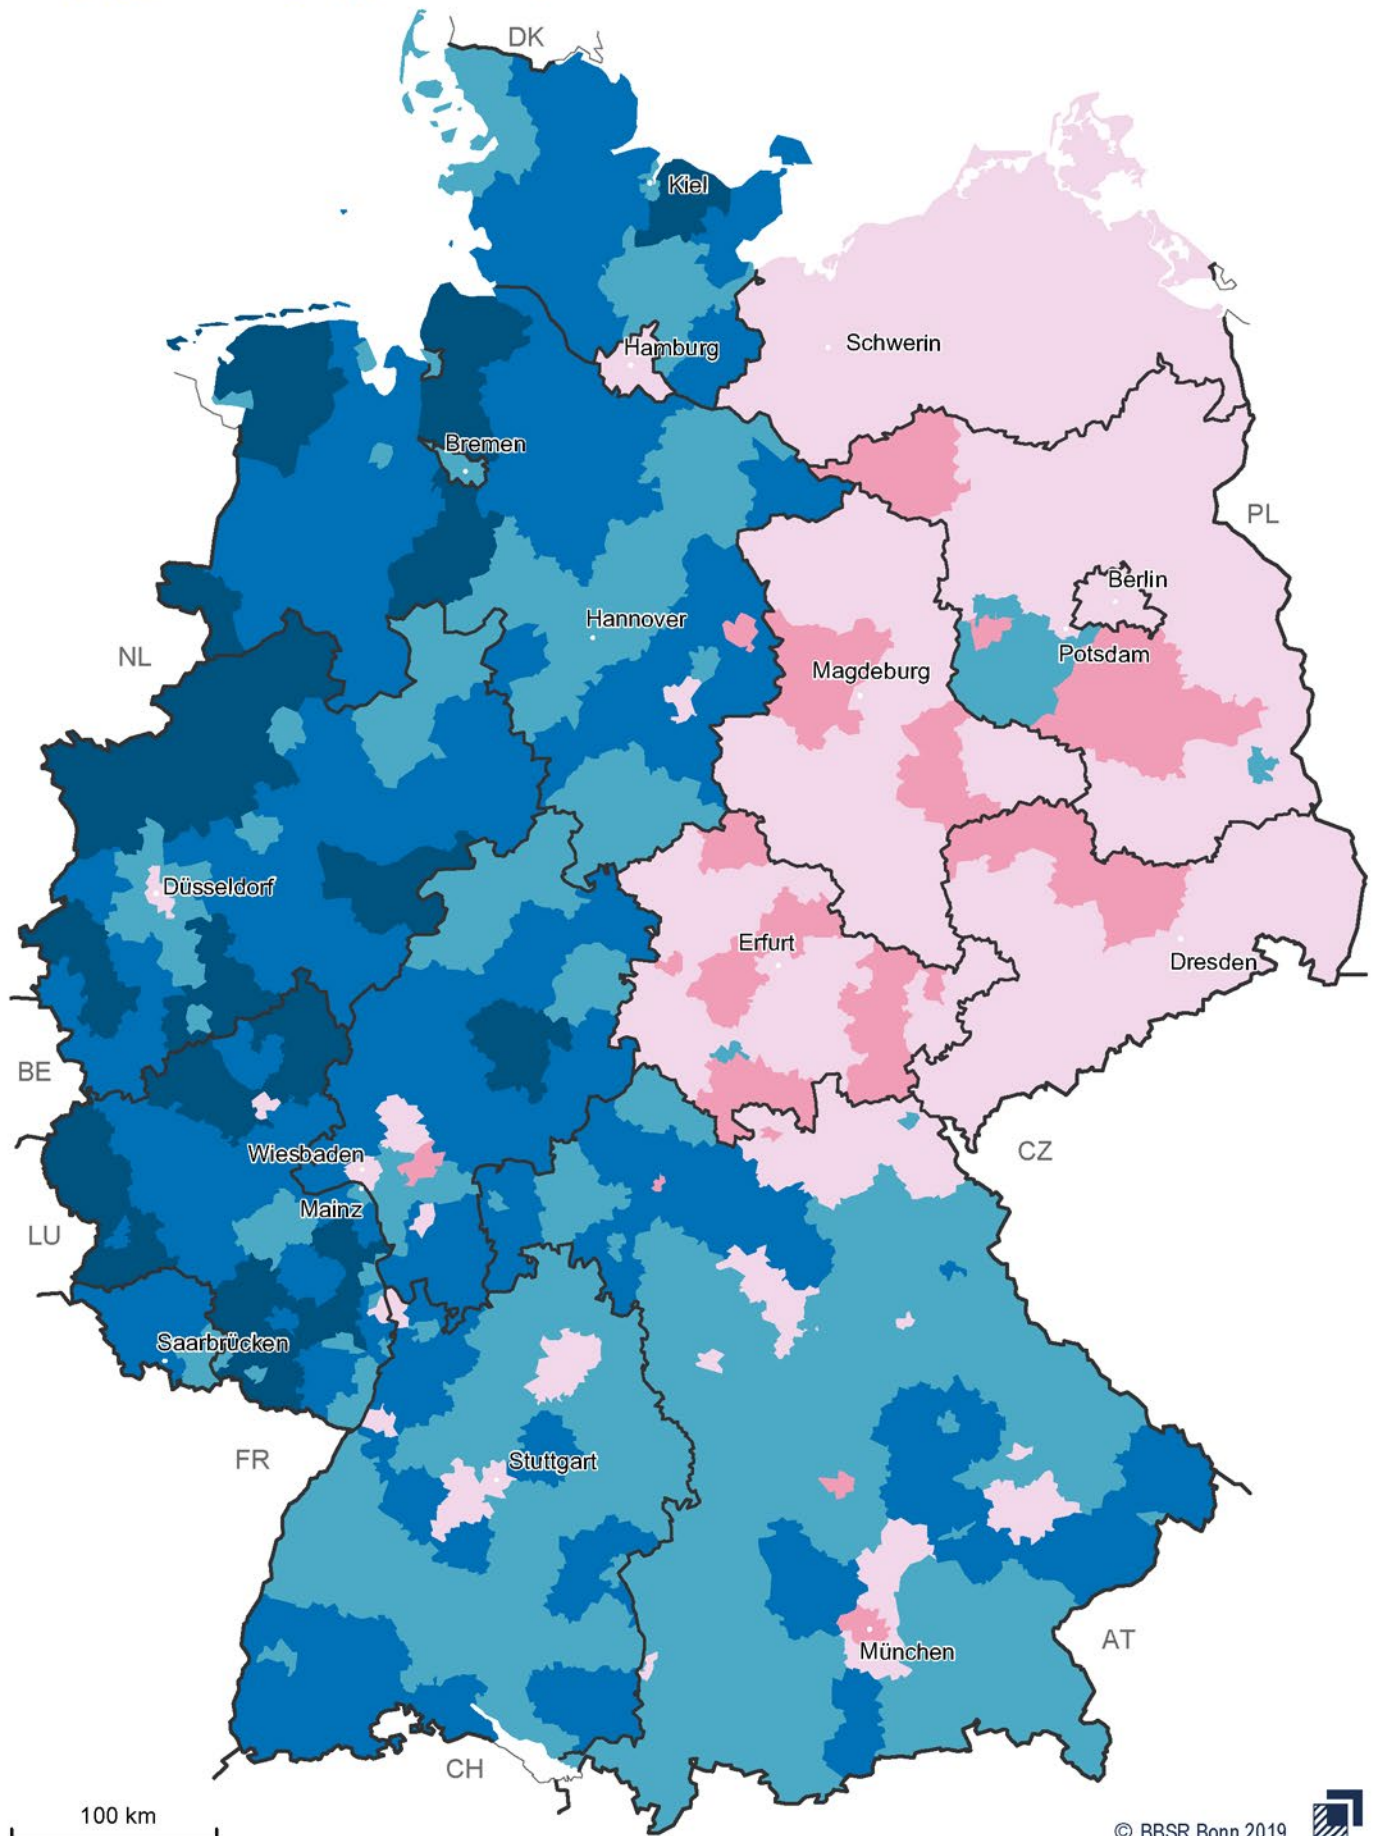 DK
Kiel
Hamburg
Schwerin
Bremen
PL
Berlin
Hannover
NL
Potsdam
Magdeburg
Düsseldorf
Erfurt
Dresden
BE
CZ
Wiesbaden
Mainz
LU
Saarbrücken
FR
Stuttgart
AT
München
CH
100 km
© BBSR Bonn 2019